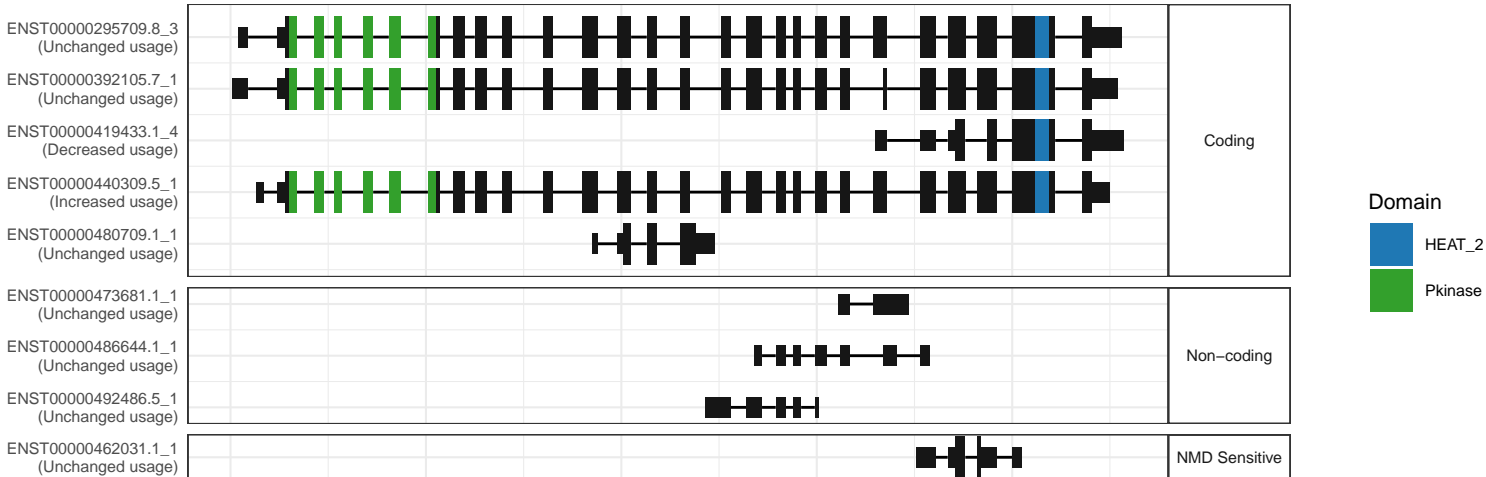 ENST00000295709.8_3
(Unchanged usage)
ENST00000392105.7_1
(Unchanged usage)
ENST00000419433.1_4
(Decreased usage)
ENST00000440309.5_1
(Increased usage)
ENST00000480709.1_1
(Unchanged usage)
Coding
ENST00000473681.1_1
(Unchanged usage)
ENST00000486644.1_1
(Unchanged usage)
ENST00000492486.5_1
(Unchanged usage)
Non−coding
ENST00000462031.1_1
(Unchanged usage)
NMD Sensitive
Domain
HEAT_2
Pkinase